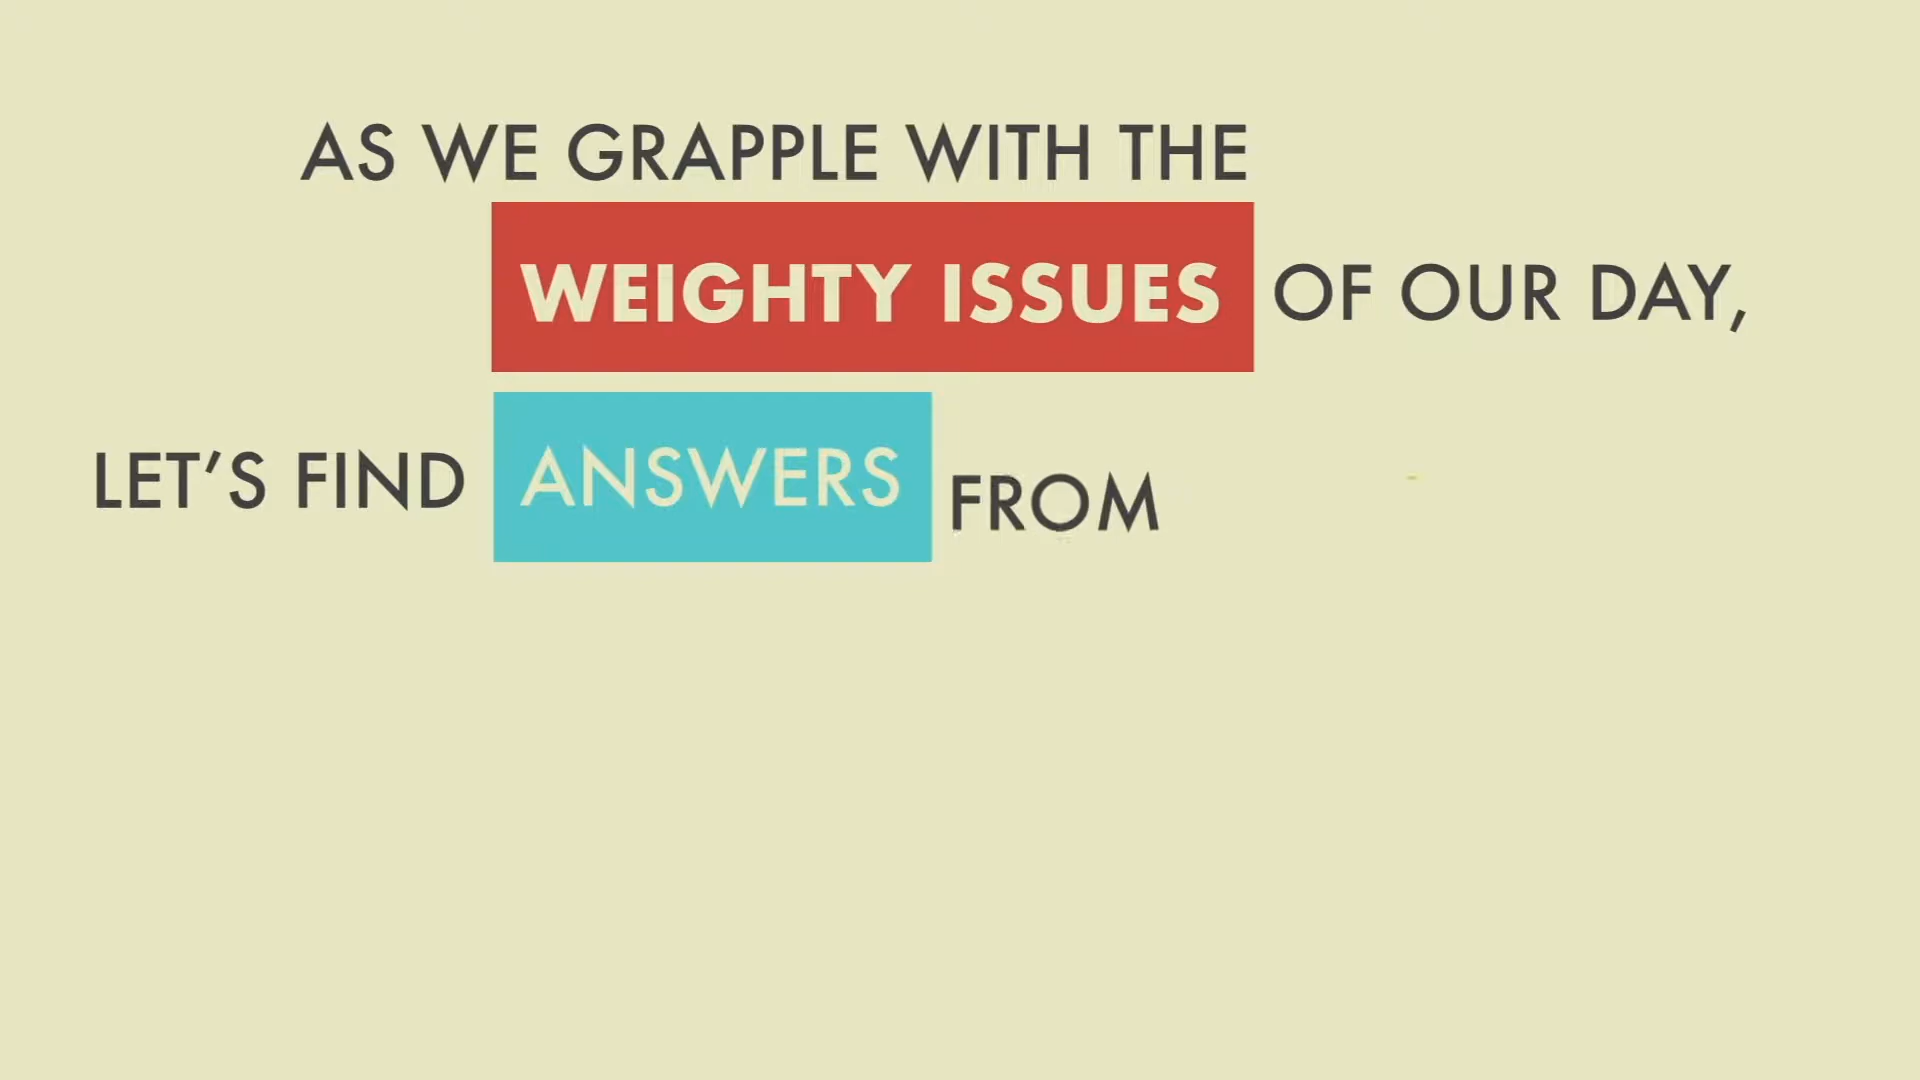 AS WE GRAPPLE WITH THE
WEIGHTY ISSUES OF OUR DAY,
LET’S FIND ANSWERS FROM